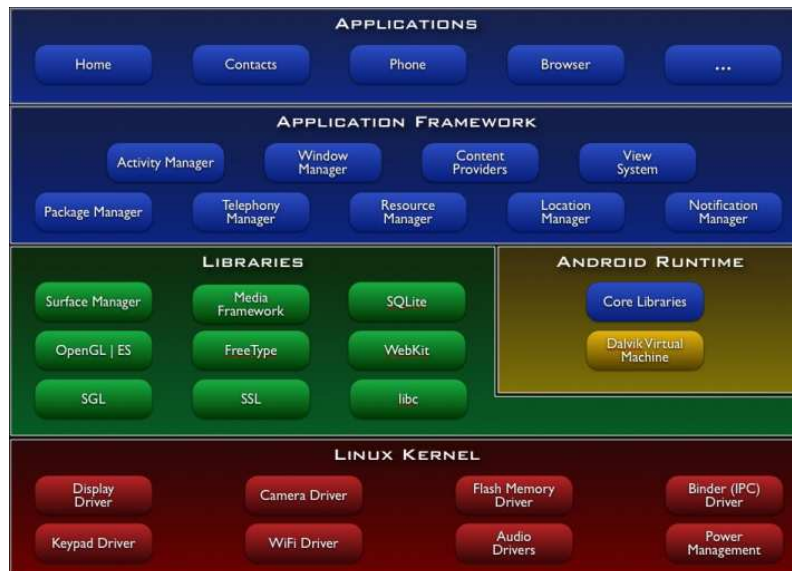 APPLICATIONS
Home
Contacts
Phone
Browser
...
APPLICATION FRAMEWORK
Activity Manager
Window
Manager
Content
Providers
View
System
Package Manager
Telephony
Manager
Resource
Manager
Location
Manager
Notification
Manager
LIBRARIES
Surface Manager
Media
Framework
SQLite
OpenGL | ES
FreeType
WebKit
SGL
SSL
libc
ANDROID RUNTIME
Core Libraries
Dalvik Virtual
Machine
LINUX KERNEL
Display
Driver
Camera Driver
Flash Memory
Driver
Binder (IPC)
Driver
Keypad Driver
WiFi Driver
Audio
Drivers
Power
Management